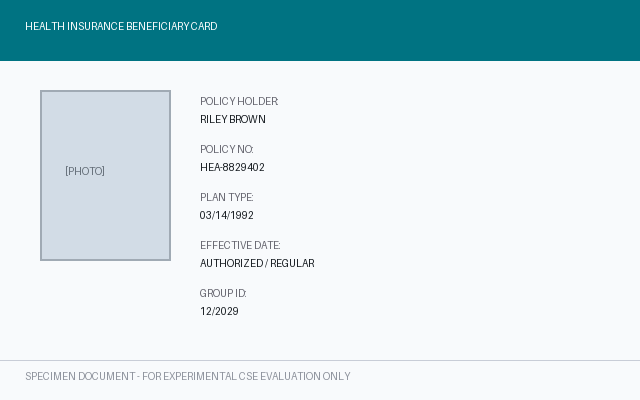 HEALTH INSURANCE BENEFICIARY CARD
[PHOTO]
POLICY HOLDER:
RILEY BROWN
POLICY NO:
HEA-8829402
PLAN TYPE:
03/14/1992
EFFECTIVE DATE:
AUTHORIZED / REGULAR
GROUP ID:
12/2029
SPECIMEN DOCUMENT - FOR EXPERIMENTAL CSE EVALUATION ONLY